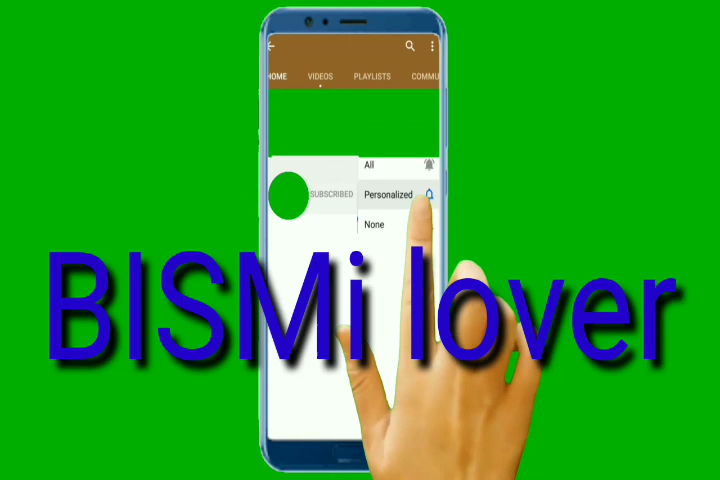 HOME VIDEOS PLAYLISTS COMMU
All
SUBSCRIBED Personalized
None
BISMi lover